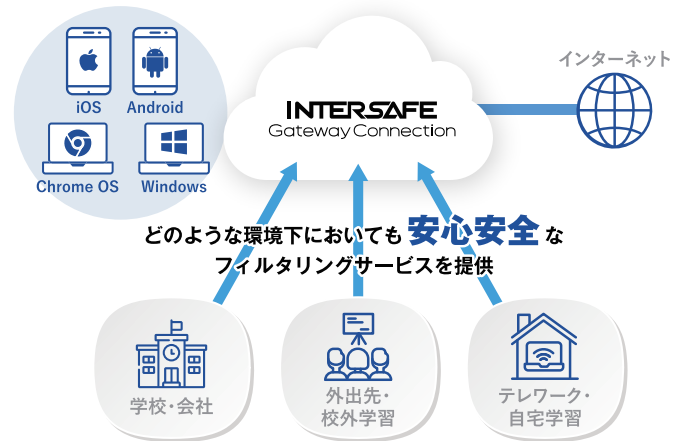 iOS
Android
Chrome OS
Windows
INTERSAFE
Gateway Connection
インターネット
どのような環境下においても 安心安全 な
フィルタリングサービスを提供
学校・会社
外出先・
校外学習
テレワーク・
自宅学習